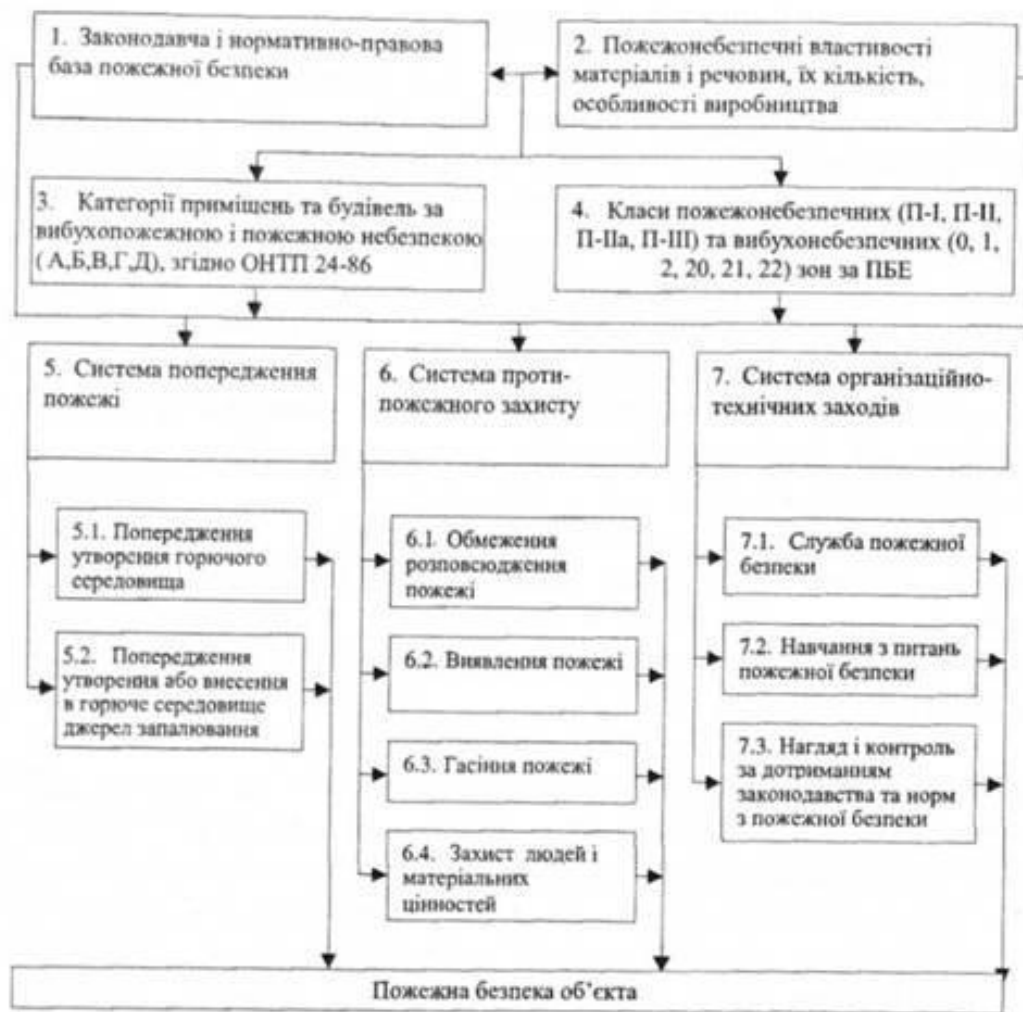 1. Законодавча і нормативно-правова
база пожежної безпеки
2. Пожежонебезпечні властивості
матеріалів і речовин, їх кількість,
особливості виробництва
3. Категорії приміщень та будівель за
вибухопожежною і пожежною небезпекою
(А,Б,В,Г,Д), згідно ОНТП 24-86
4. Класи пожежонебезпечних (П-І, П-ІІ,
П-ІІа, П-ІІІ) та вибухонебезпечних (0, 1,
2, 20, 21, 22) зон за ПБЕ
5. Система попередження
пожежі
6. Система проти-
пожежного захисту
7. Система організаційно-
технічних заходів
5.1. Попередження
утворення горючого
середовища
5.2. Попередження
утворення або внесення
в горюче середовище
джерел запалювання
6.1 Обмеження
розповсюдження
пожежі
6.2. Виявлення пожежі
6.3. Гасіння пожежі
6.4. Захист людей і
матеріальних
цінностей
7.1. Служба пожежної
безпеки
7.2. Навчання з питань
пожежної безпеки
7.3. Нагляд і контроль
за дотриманням
законодавства та норм
з пожежної безпеки
Пожежна безпека об'єкта